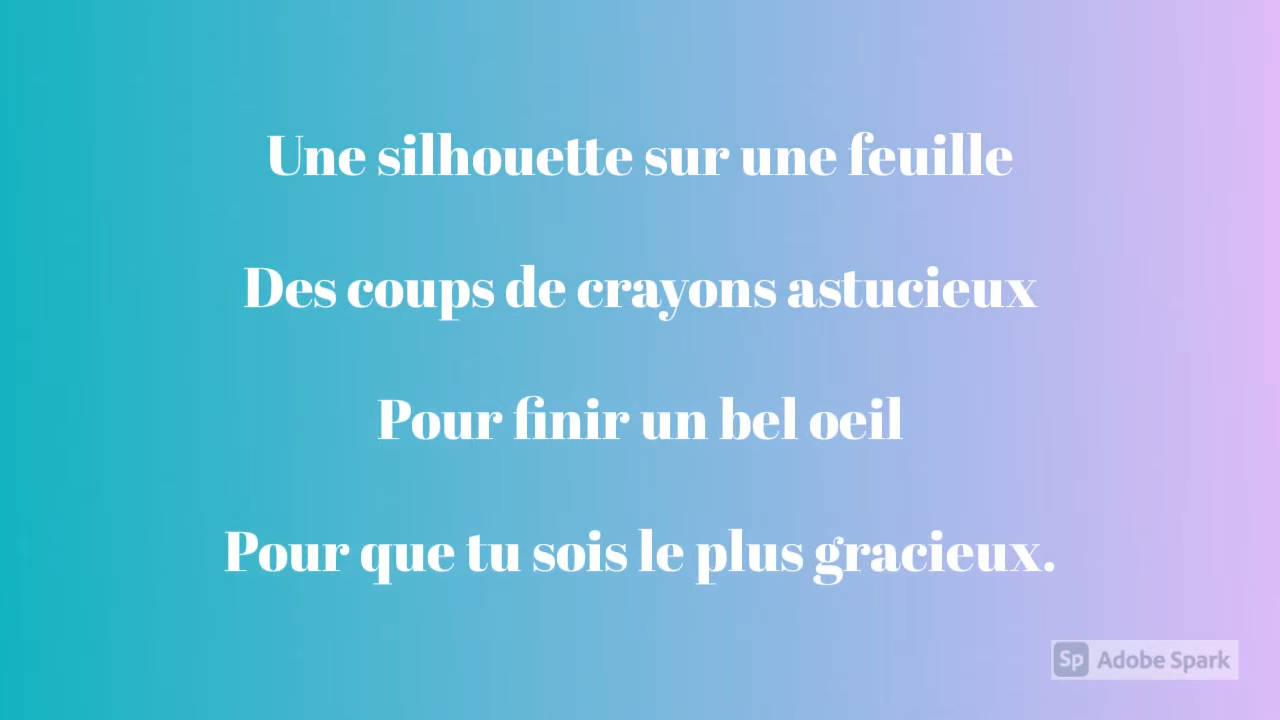 Une silhouette sur une feuille
Des coups de crayons astucieux
Pour finir un bel oeil
Pour que tu sois le plus gracieux.
Sp Adobe Spark